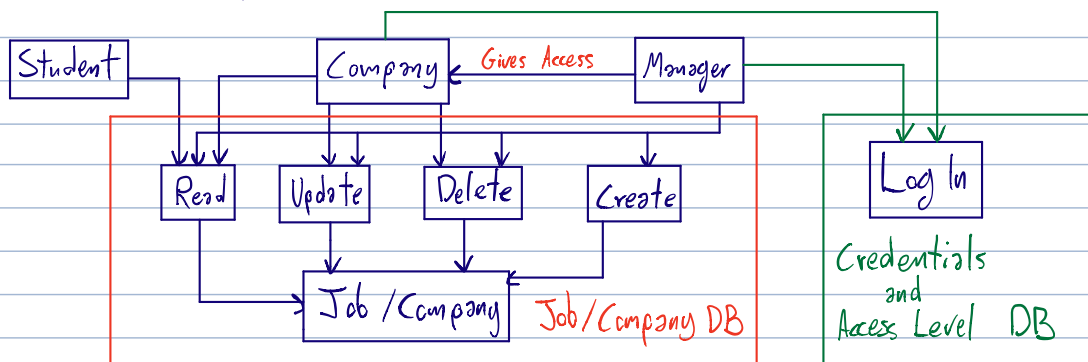 Student
Company
Gives Access
Manager
Read
Update
Delete
Create
Log In
Job/Company
Job/Company DB
Credentials
and
Access Level DB